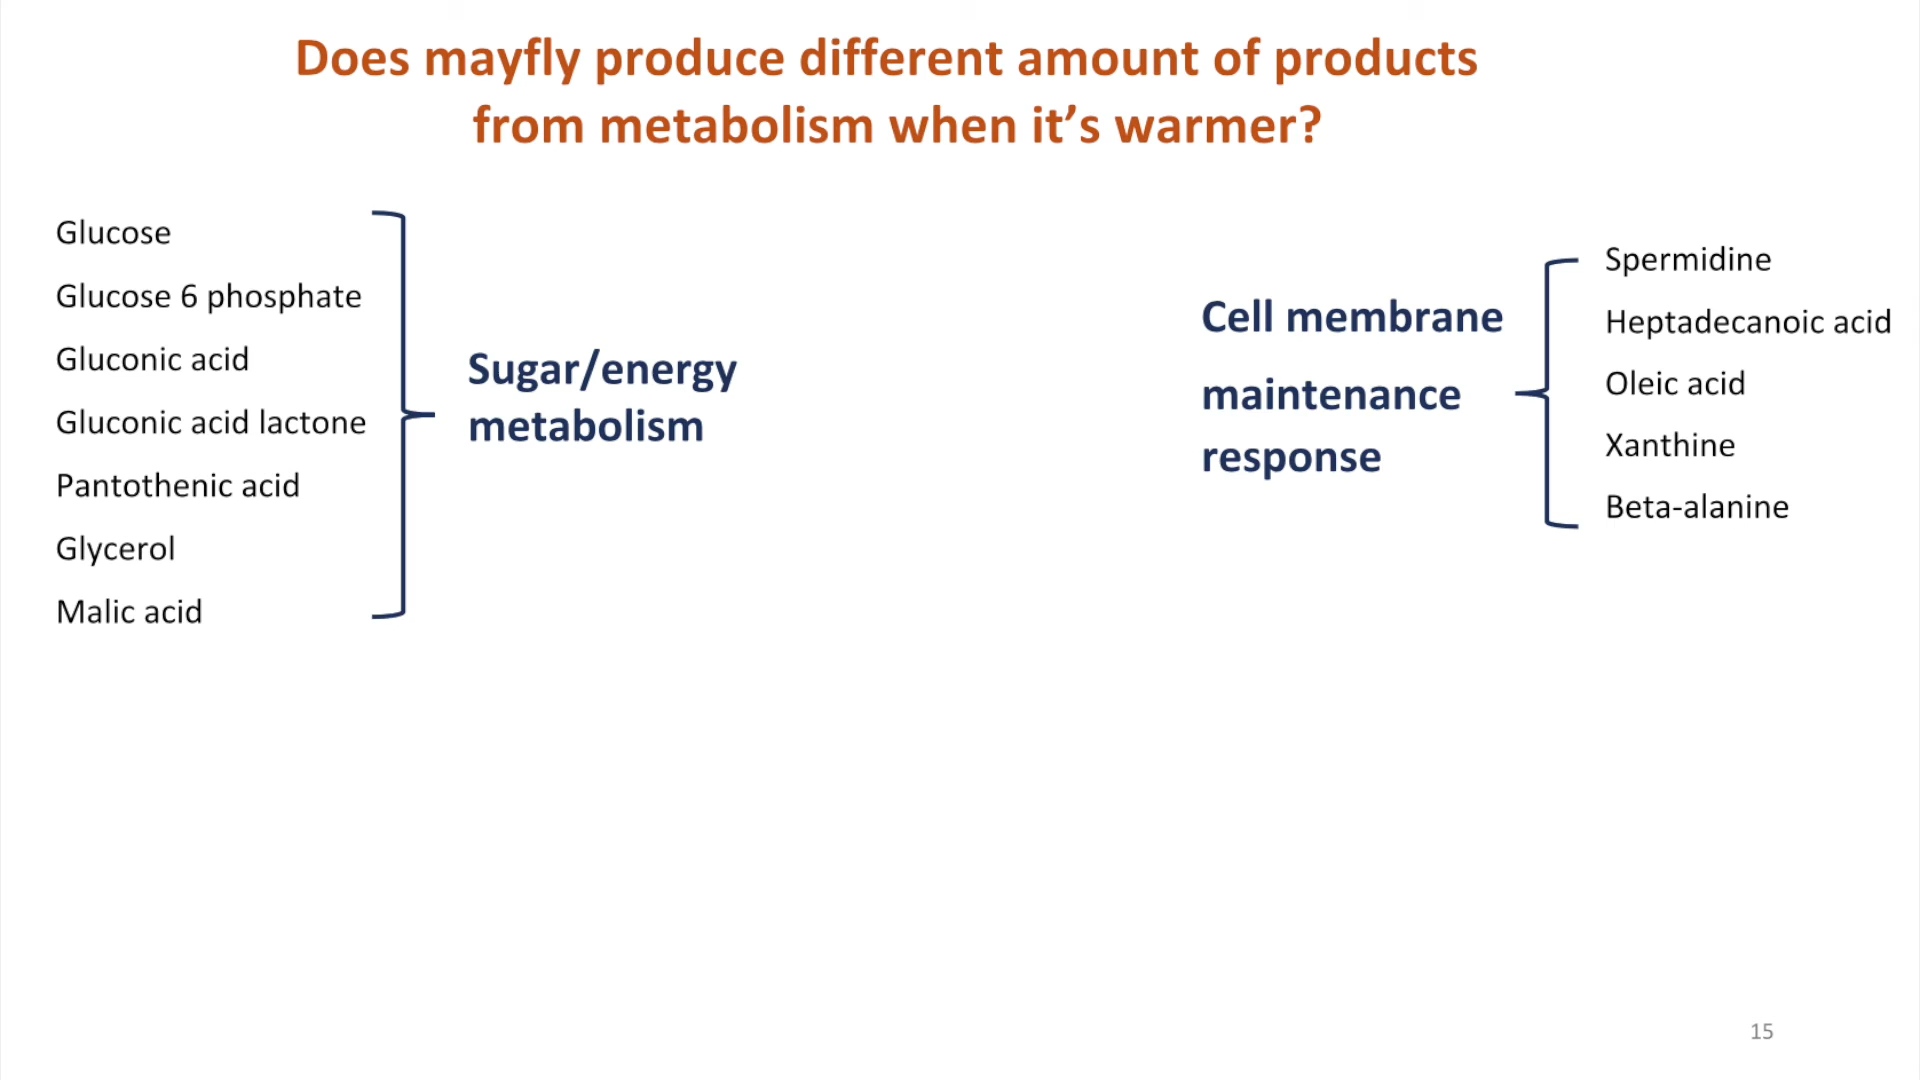 Does mayfly produce different amount of products
from metabolism when it’s warmer?
Glucose
Glucose 6 phosphate
Gluconic acid
Gluconic acid lactone
Pantothenic acid
Glycerol
Malic acid
Sugar/energy
metabolism
Cell membrane
maintenance
response
Spermidine
Heptadecanoic acid
Oleic acid
Xanthine
Beta-alanine
15